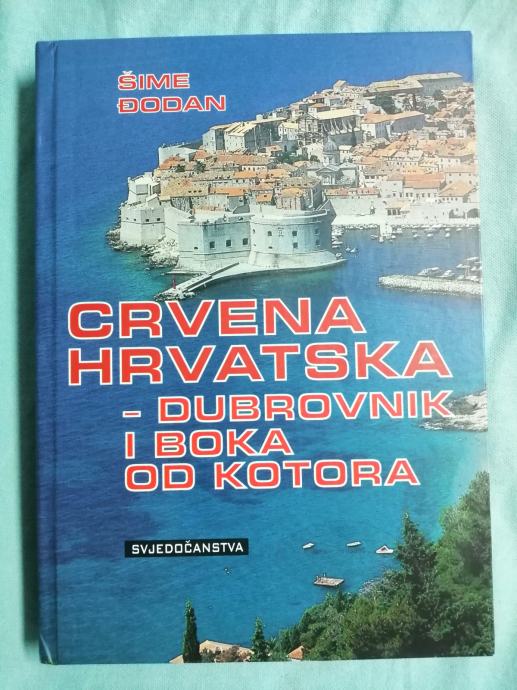 ŠIME
ĐODAN
CRVENA
HRVATSKA
- DUBROVNIK
I BOKA
OD KOTORA
SVJEDOČANSTVA